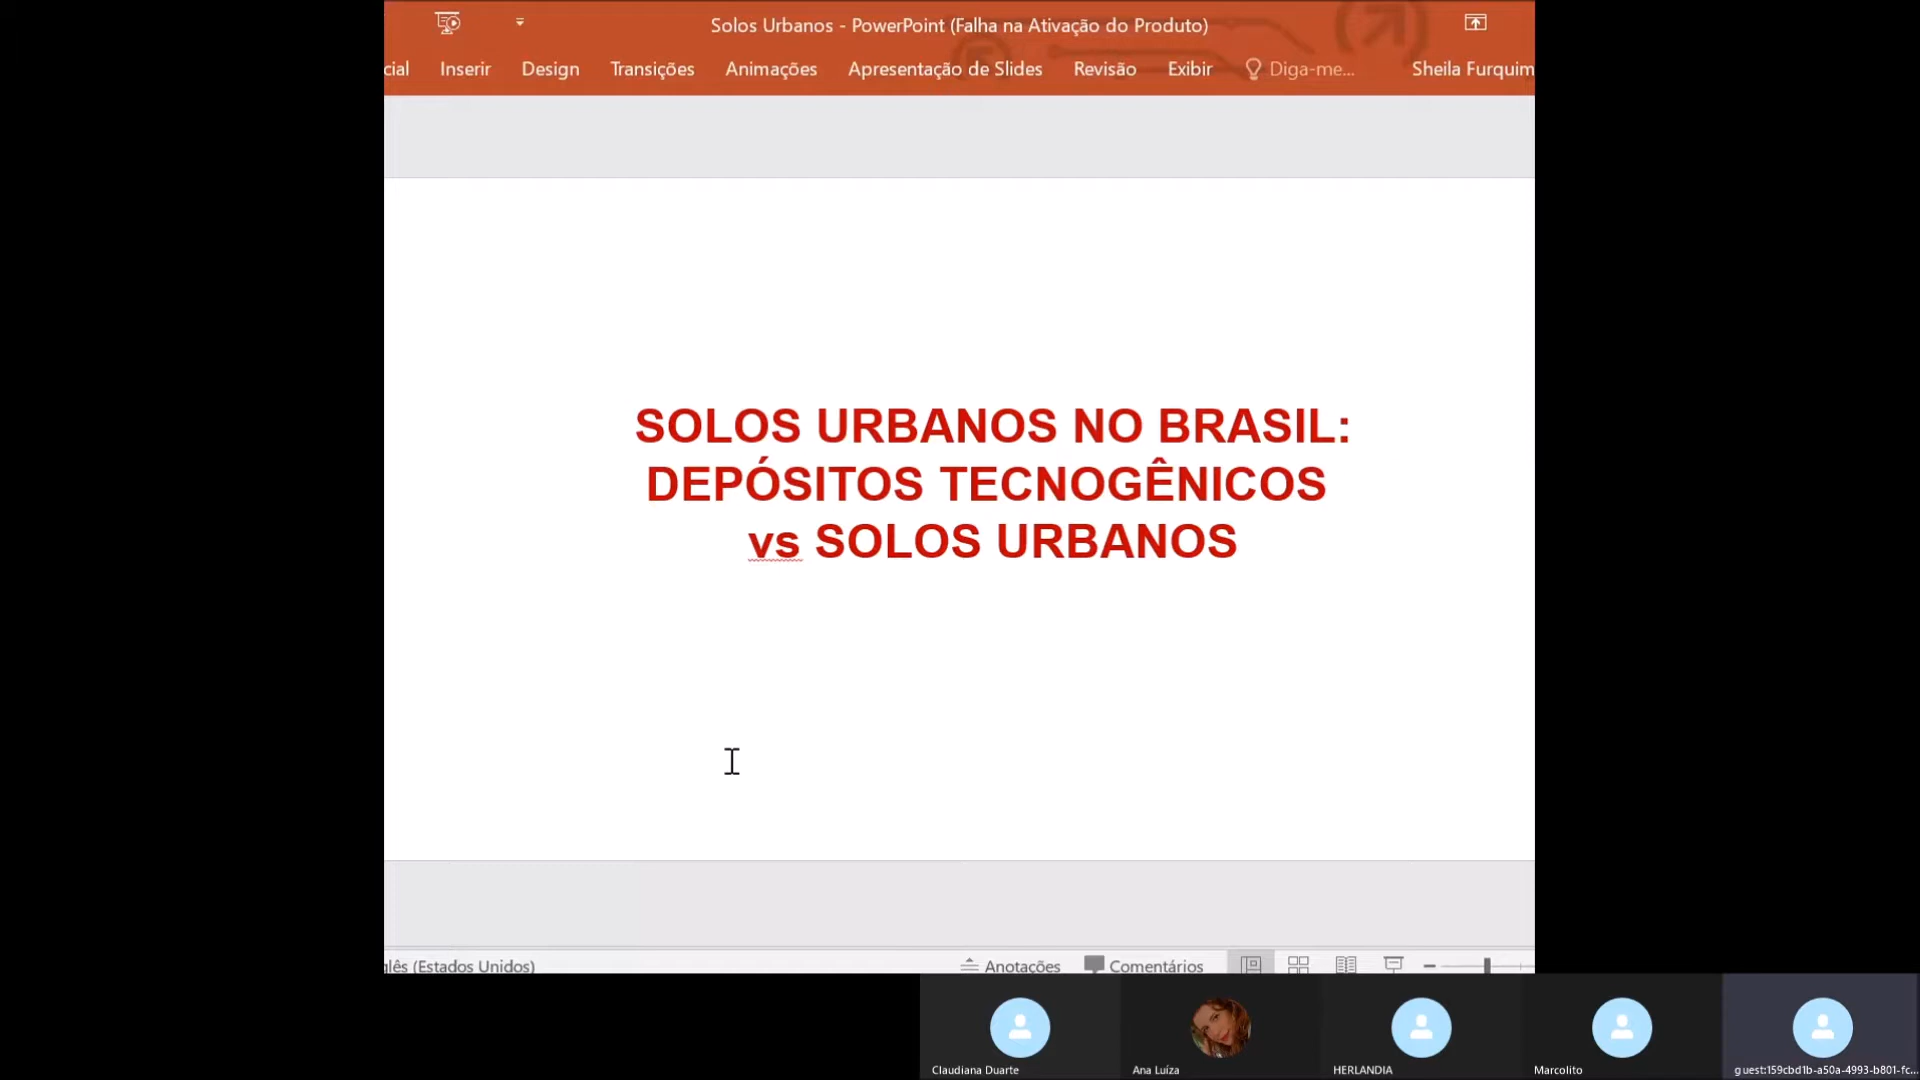 Solos Urbanos - PowerPoint (Falha na Ativação do Produto)
cial Inserir Design Transições Animações Apresentação de Slides Revisão Exibir Diga-me... Sheila Furquim
SOLOS URBANOS NO BRASIL:
DEPÓSITOS TECNOGÊNICOS
vs SOLOS URBANOS
glês (Estados Unidos) Anotações Comentários
Claudiana Duarte Ana Luíza HERLANDIA Marcolito guest:159cbd1b-a50a-4993-b801-fc...